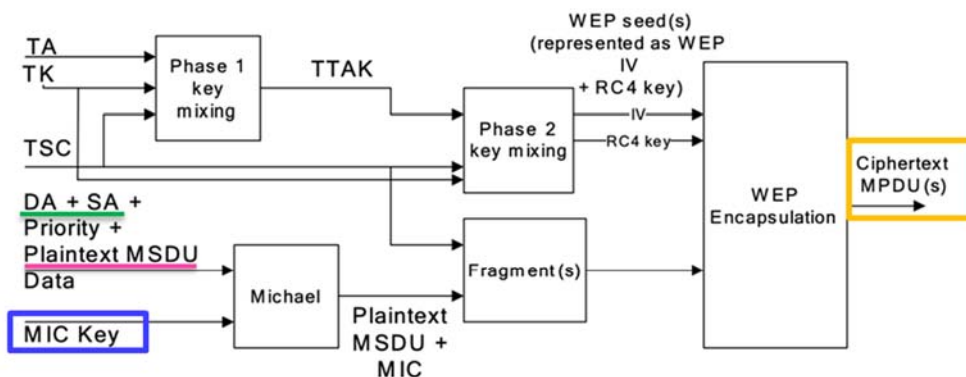 WEP seed(s)
(represented as WEP
IV
+ RC4 key)
TA
TK
Phase 1
key
mixing
TTAK
IV
RC4 key
Phase 2
key mixing
TSC
WEP
Encapsulation
Ciphertext
MPDU(s)
DA + SA +
Priority +
Plaintext MSDU
Data
MIC Key
Michael
Plaintext
MSDU +
MIC
Fragment(s)